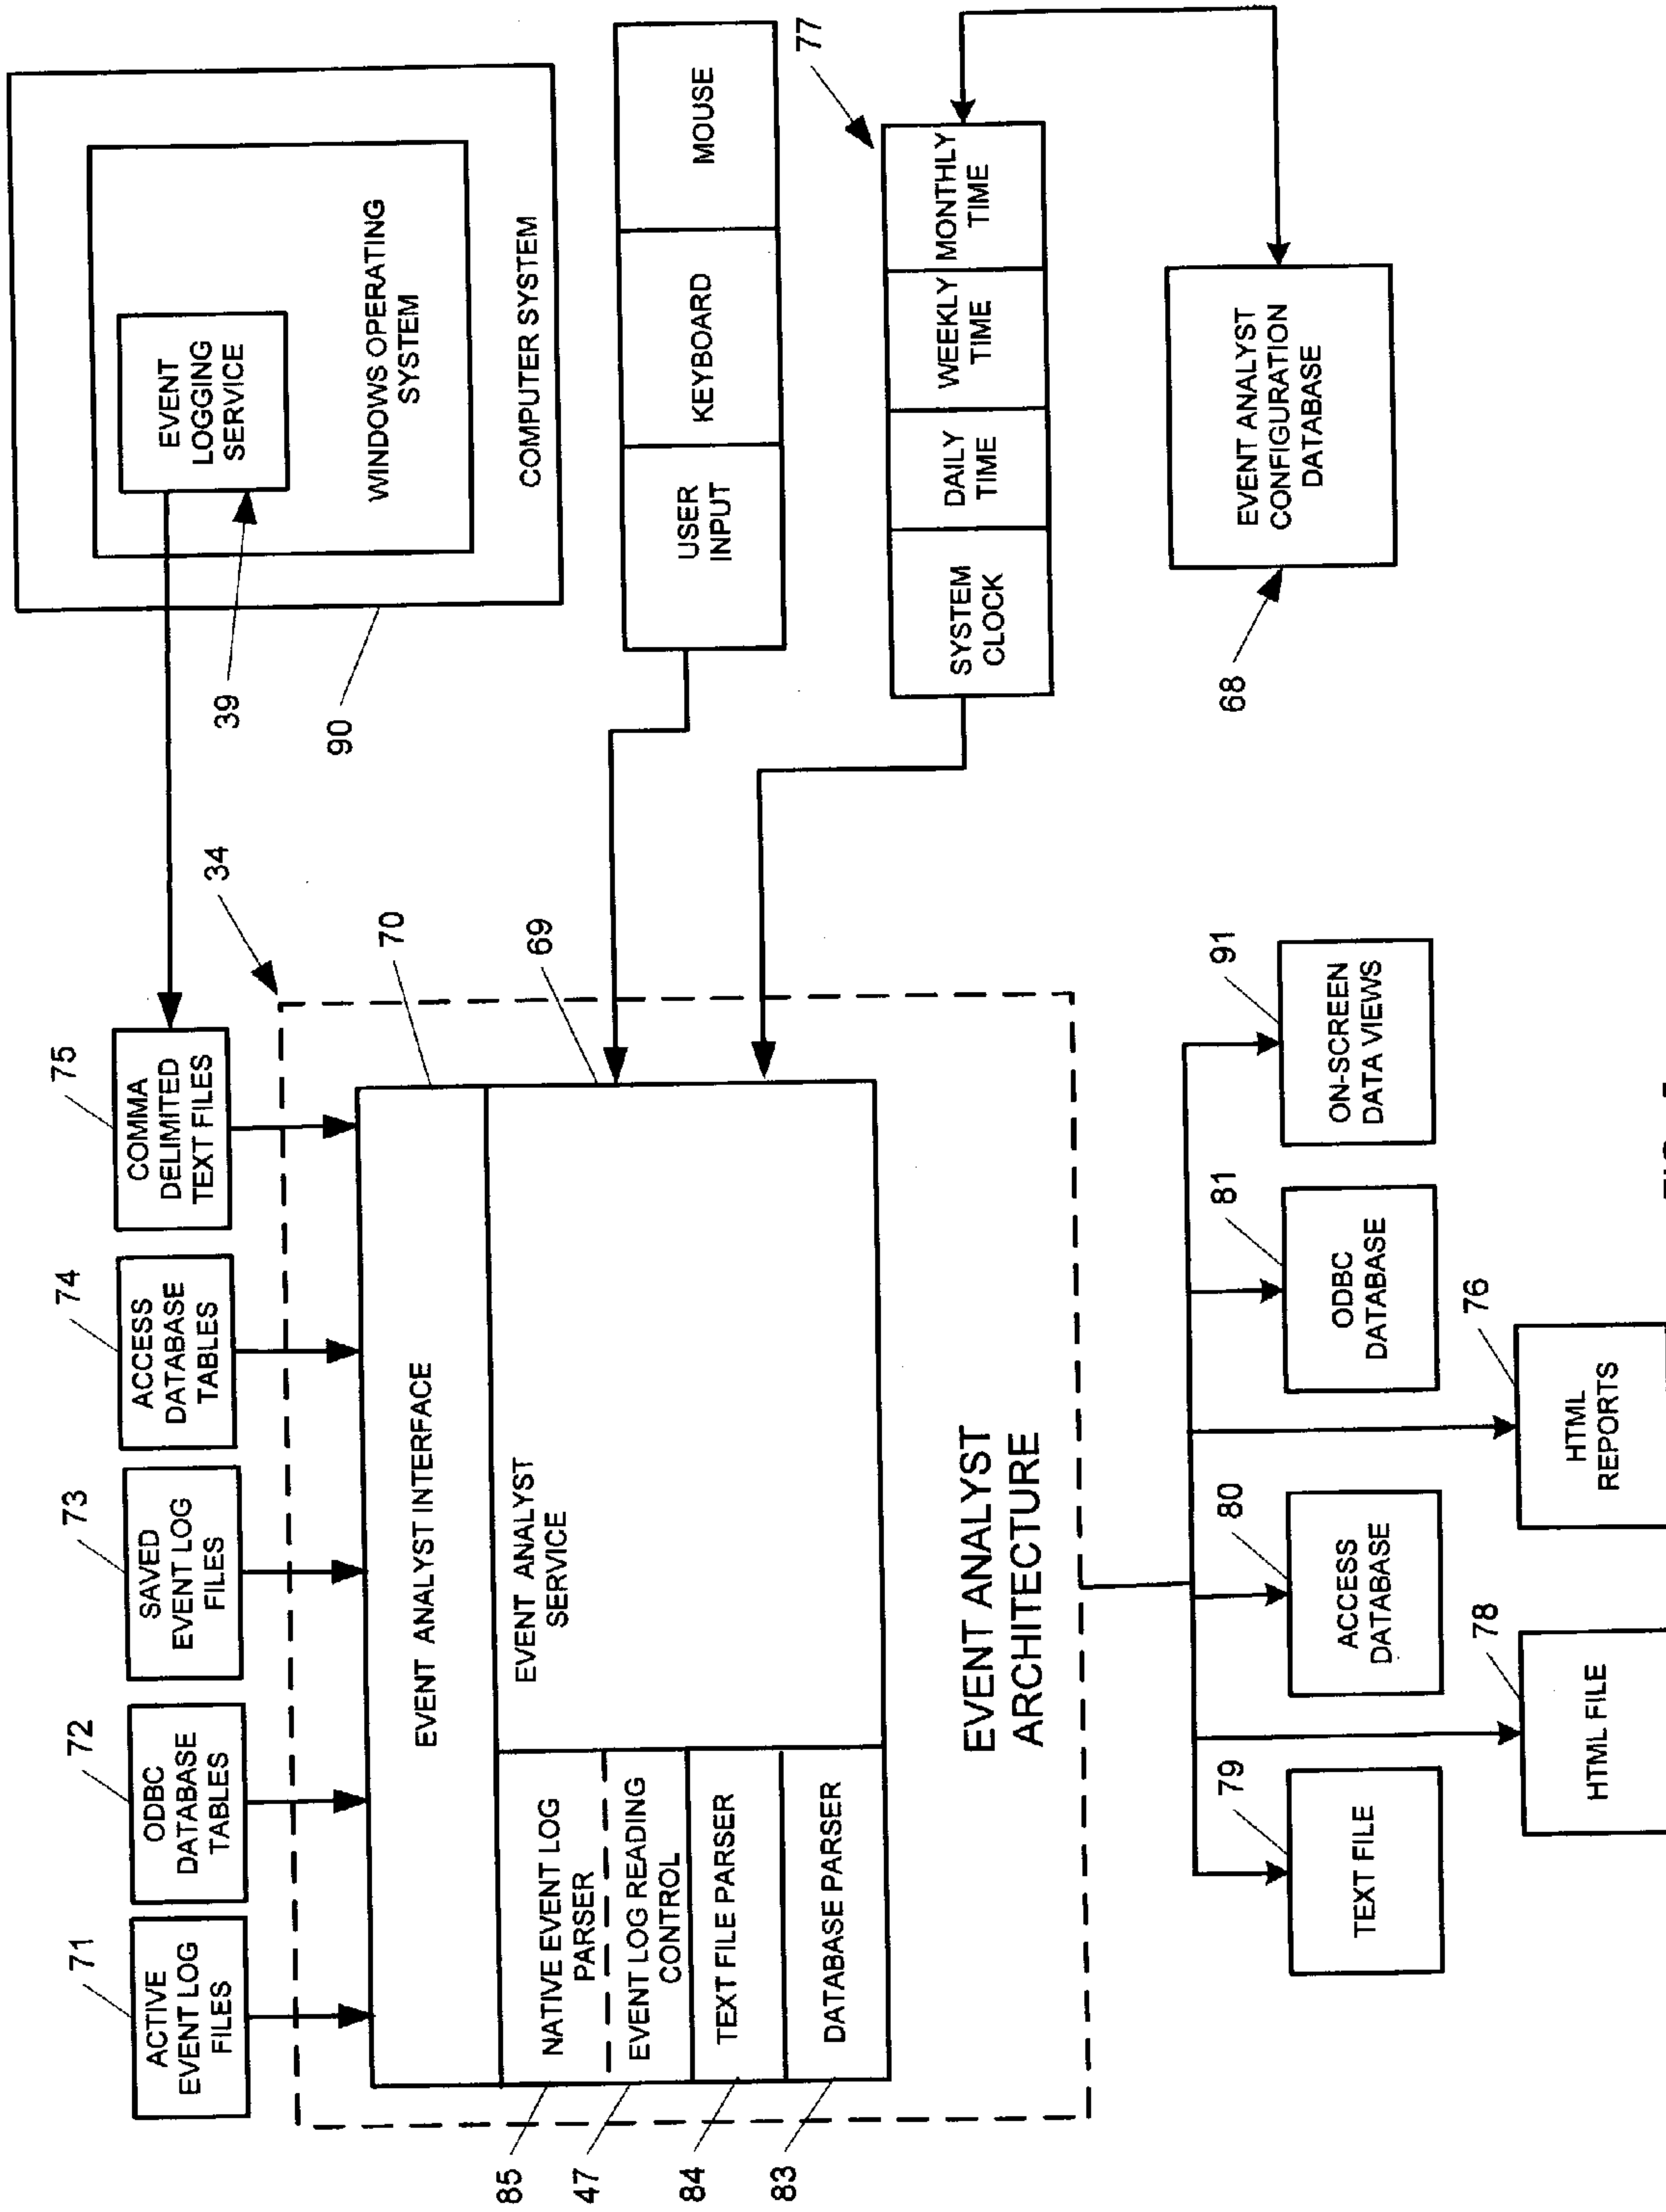 71
ACTIVE
EVENT LOG
FILES
72
ODBC
DATABASE
TABLES
73
SAVED
EVENT LOG
FILES
74
ACCESS
DATABASE
TABLES
75
COMMA
DELIMITED
TEXT FILES
34
39
90
EVENT
LOGGING
SERVICE
WINDOWS OPERATING
SYSTEM
COMPUTER SYSTEM
70
EVENT ANALYST INTERFACE
69
EVENT ANALYST
SERVICE
85
NATIVE EVENT LOG
PARSER
47
EVENT LOG READING
CONTROL
84
TEXT FILE PARSER
83
DATABASE PARSER
EVENT ANALYST
ARCHITECTURE
USER
INPUT
KEYBOARD
MOUSE
77
SYSTEM
CLOCK
DAILY
TIME
WEEKLY
TIME
MONTHLY
TIME
68
EVENT ANALYST
CONFIGURATION
DATABASE
79
TEXT FILE
80
ACCESS
DATABASE
81
ODBC
DATABASE
91
ON-SCREEN
DATA VIEWS
78
HTML FILE
76
HTML
REPORTS